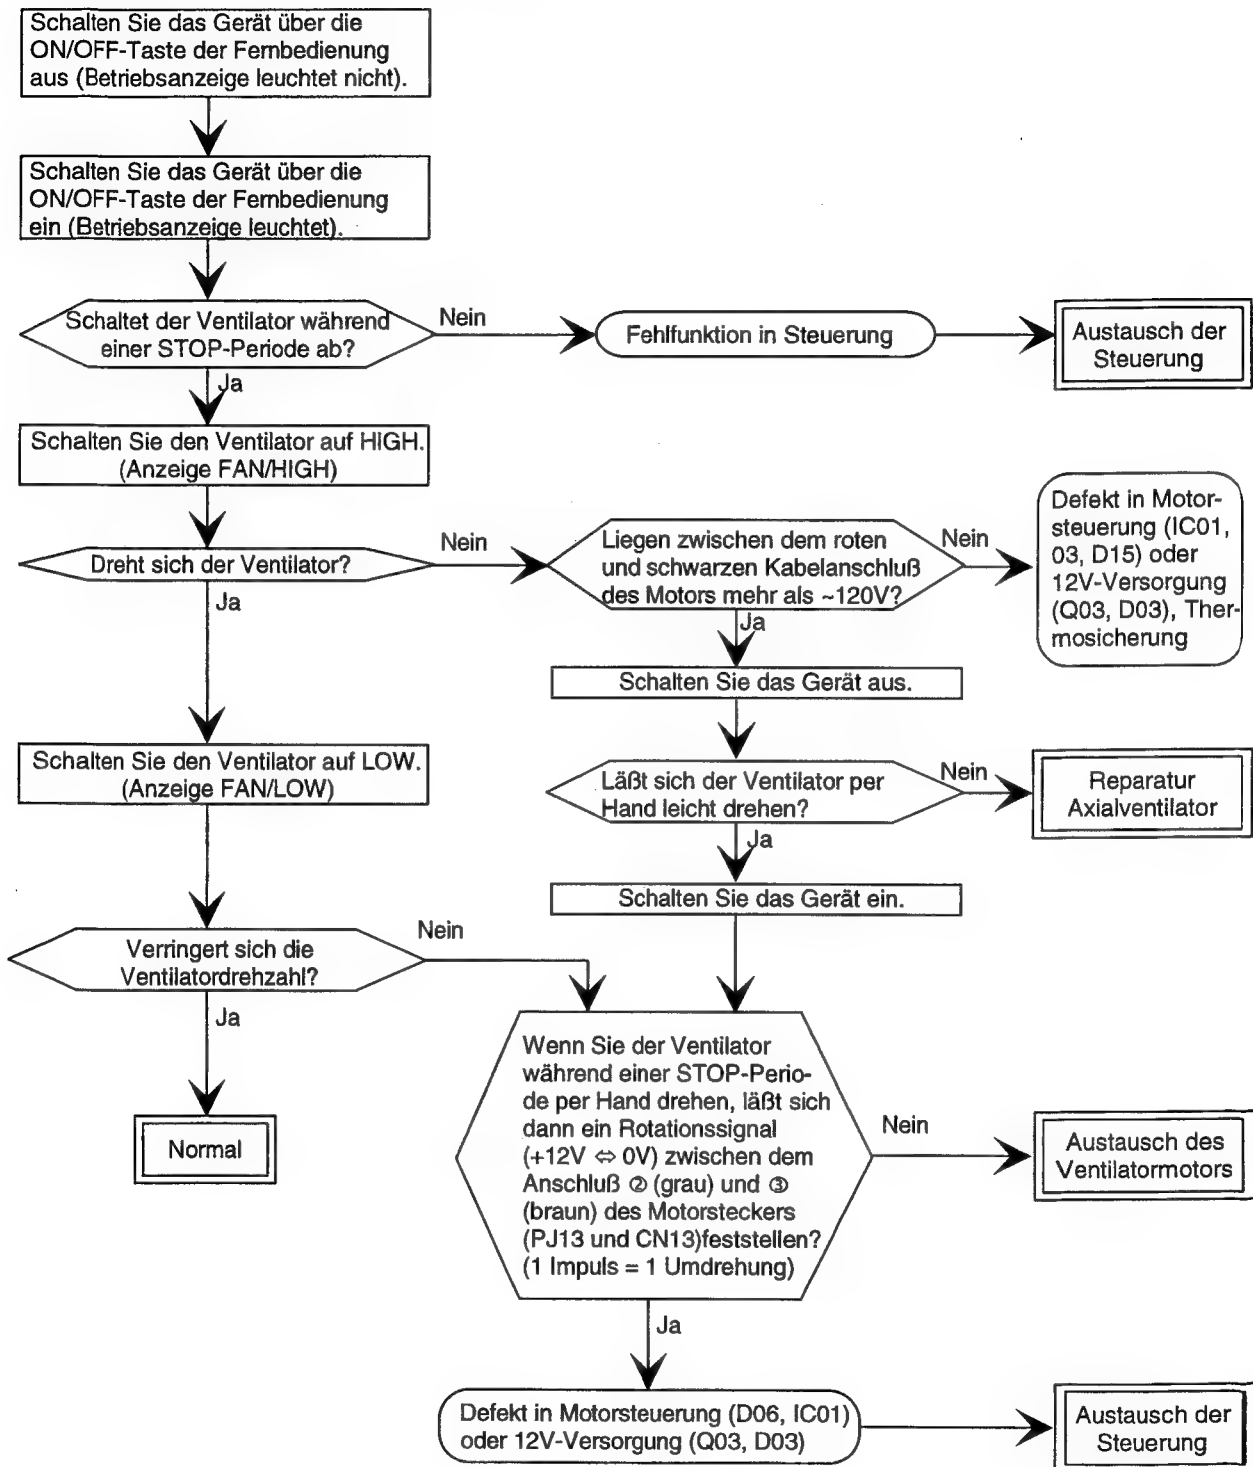 Schalten Sie das Gerät über die
ON/OFF-Taste der Fernbedienung
aus (Betriebsanzeige leuchtet nicht).
Schalten Sie das Gerät über die
ON/OFF-Taste der Fernbedienung
ein (Betriebsanzeige leuchtet).
Schaltet der Ventilator während
einer STOP-Periode ab?
Nein
Fehlfunktion in Steuerung
Austausch der
Steuerung
Ja
Schalten Sie den Ventilator auf HIGH.
(Anzeige FAN/HIGH)
Dreht sich der Ventilator?
Nein
Liegen zwischen dem roten
und schwarzen Kabelanschluß
des Motors mehr als ~120V?
Nein
Defekt in Motor-
steuerung (IC01,
03, D15) oder
12V-Versorgung
(Q03, D03), Ther-
mosicherung
Ja
Ja
Schalten Sie das Gerät aus.
Schalten Sie den Ventilator auf LOW.
(Anzeige FAN/LOW)
Läßt sich der Ventilator per
Hand leicht drehen?
Nein
Reparatur
Axialventilator
Ja
Schalten Sie das Gerät ein.
Verringert sich die
Ventilatordrehzahl?
Nein
Ja
Normal
Wenn Sie der Ventilator
während einer STOP-Perio-
de per Hand drehen, läßt sich
dann ein Rotationssignal
(+12V ⇔ 0V) zwischen dem
Anschluß ② (grau) und ③
(braun) des Motorsteckers
(PJ13 und CN13)feststellen?
(1 Impuls = 1 Umdrehung)
Nein
Austausch des
Ventilatormotors
Ja
Defekt in Motorsteuerung (D06, IC01)
oder 12V-Versorgung (Q03, D03)
Austausch der
Steuerung